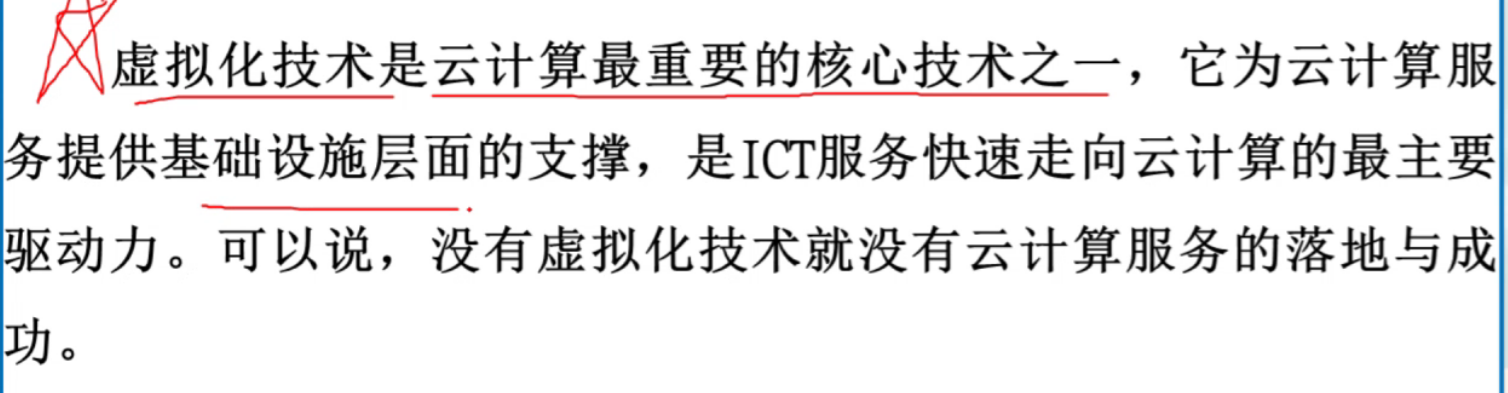 虚拟化技术是云计算最重要的核心技术之一，它为云计算服
务提供基础设施层面的支撑，是ICT服务快速走向云计算的最主要
驱动力。可以说，没有虚拟化技术就没有云计算服务的落地与成
功。